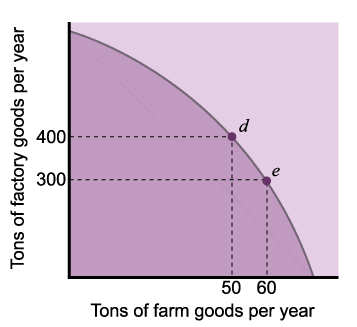 Tons of factory goods per year
400
300
d
e
50 60
Tons of farm goods per year